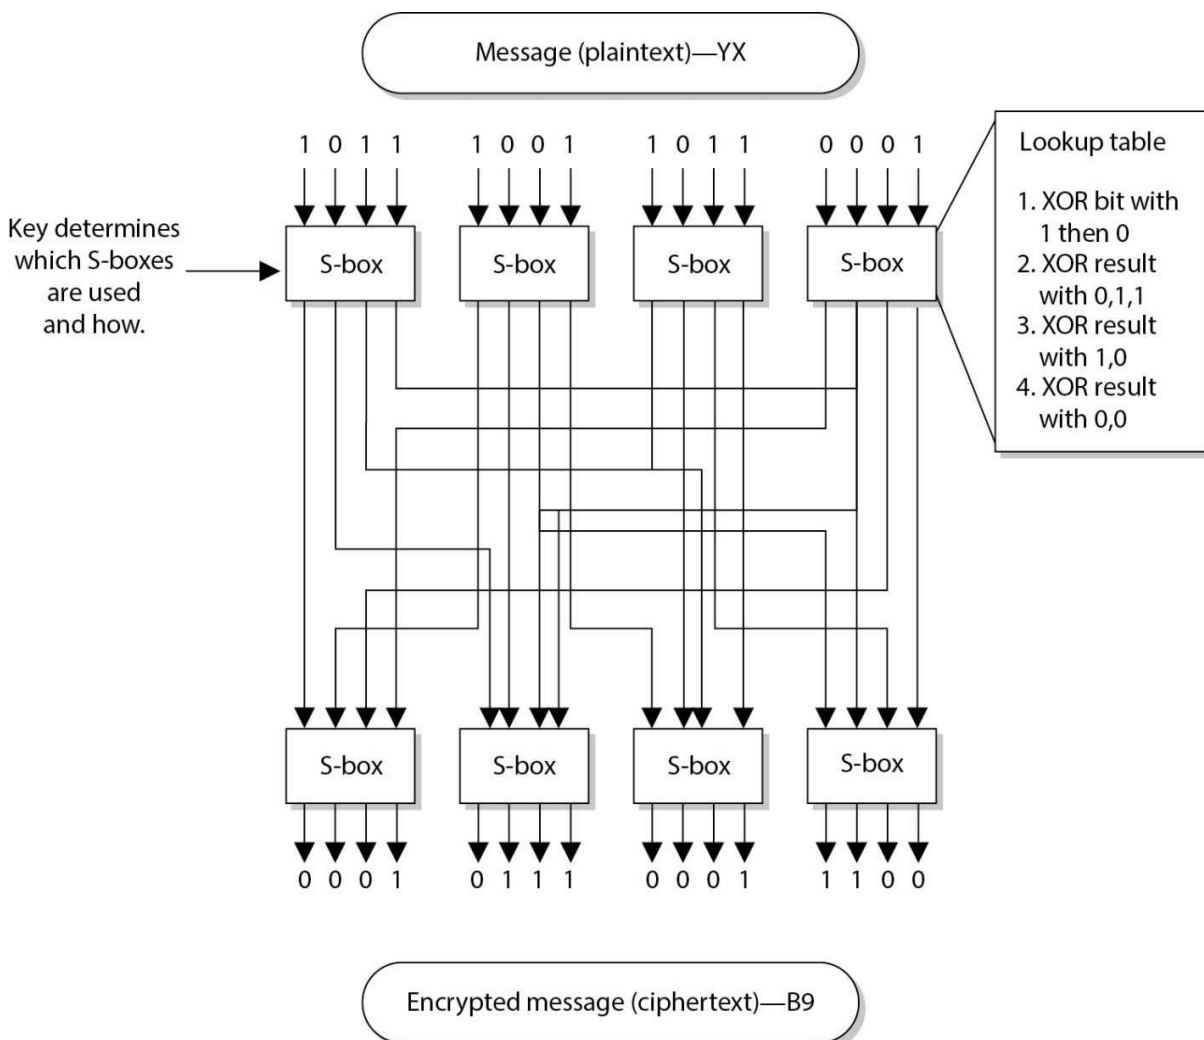 Message (plaintext)—YX
1 0 1 1 1 0 0 1 1 0 1 1 0 0 0 1
Key determines
which S-boxes
are used
and how.
S-box S-box S-box S-box
Lookup table
1. XOR bit with
1 then 0
2. XOR result
with 0,1,1
3. XOR result
with 1,0
4. XOR result
with 0,0
S-box S-box S-box S-box
0 0 0 1 0 1 1 1 0 0 0 1 1 1 0 0
Encrypted message (ciphertext)—B9